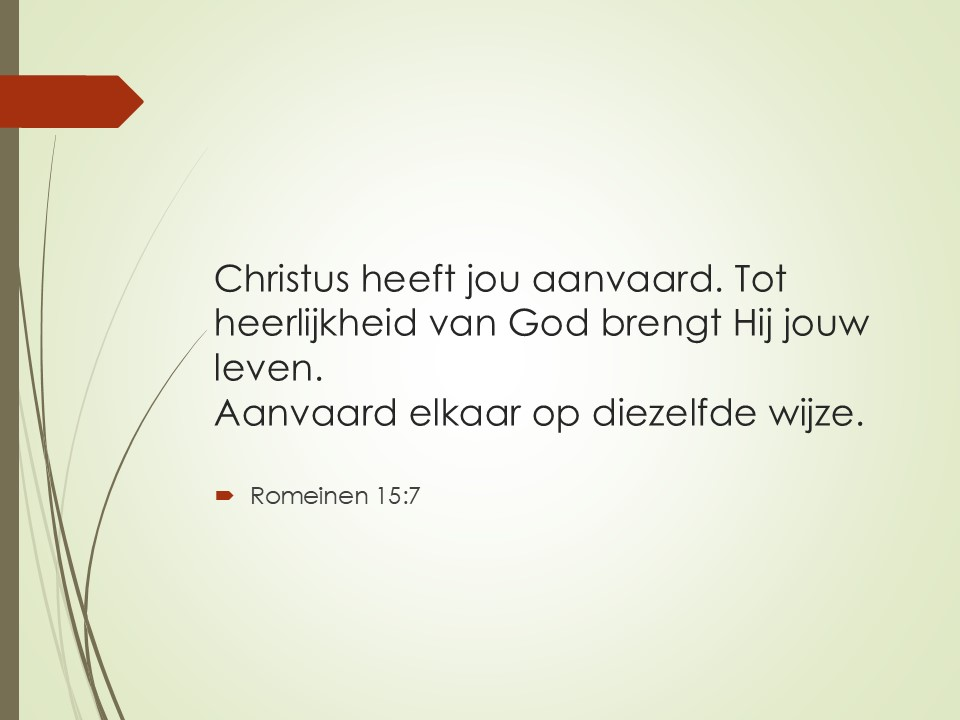 Christus heeft jou aanvaard. Tot
heerlijkheid van God brengt Hij jouw
leven.
Aanvaard elkaar op diezelfde wijze.
Romeinen 15:7